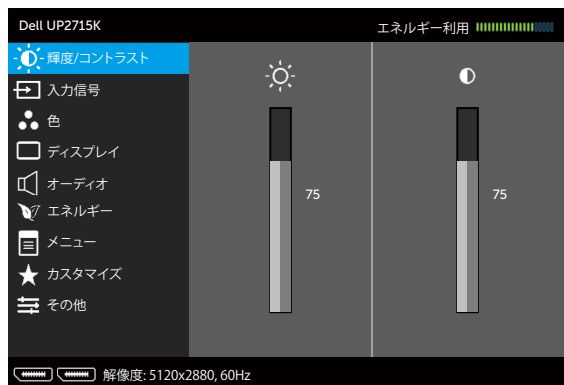 Dell UP2715K
エネルギー利用
輝度/コントラスト
入力信号
色
ディスプレイ
オーディオ
エネルギー
メニュー
カスタマイズ
その他
75
75
解像度: 5120x2880, 60Hz